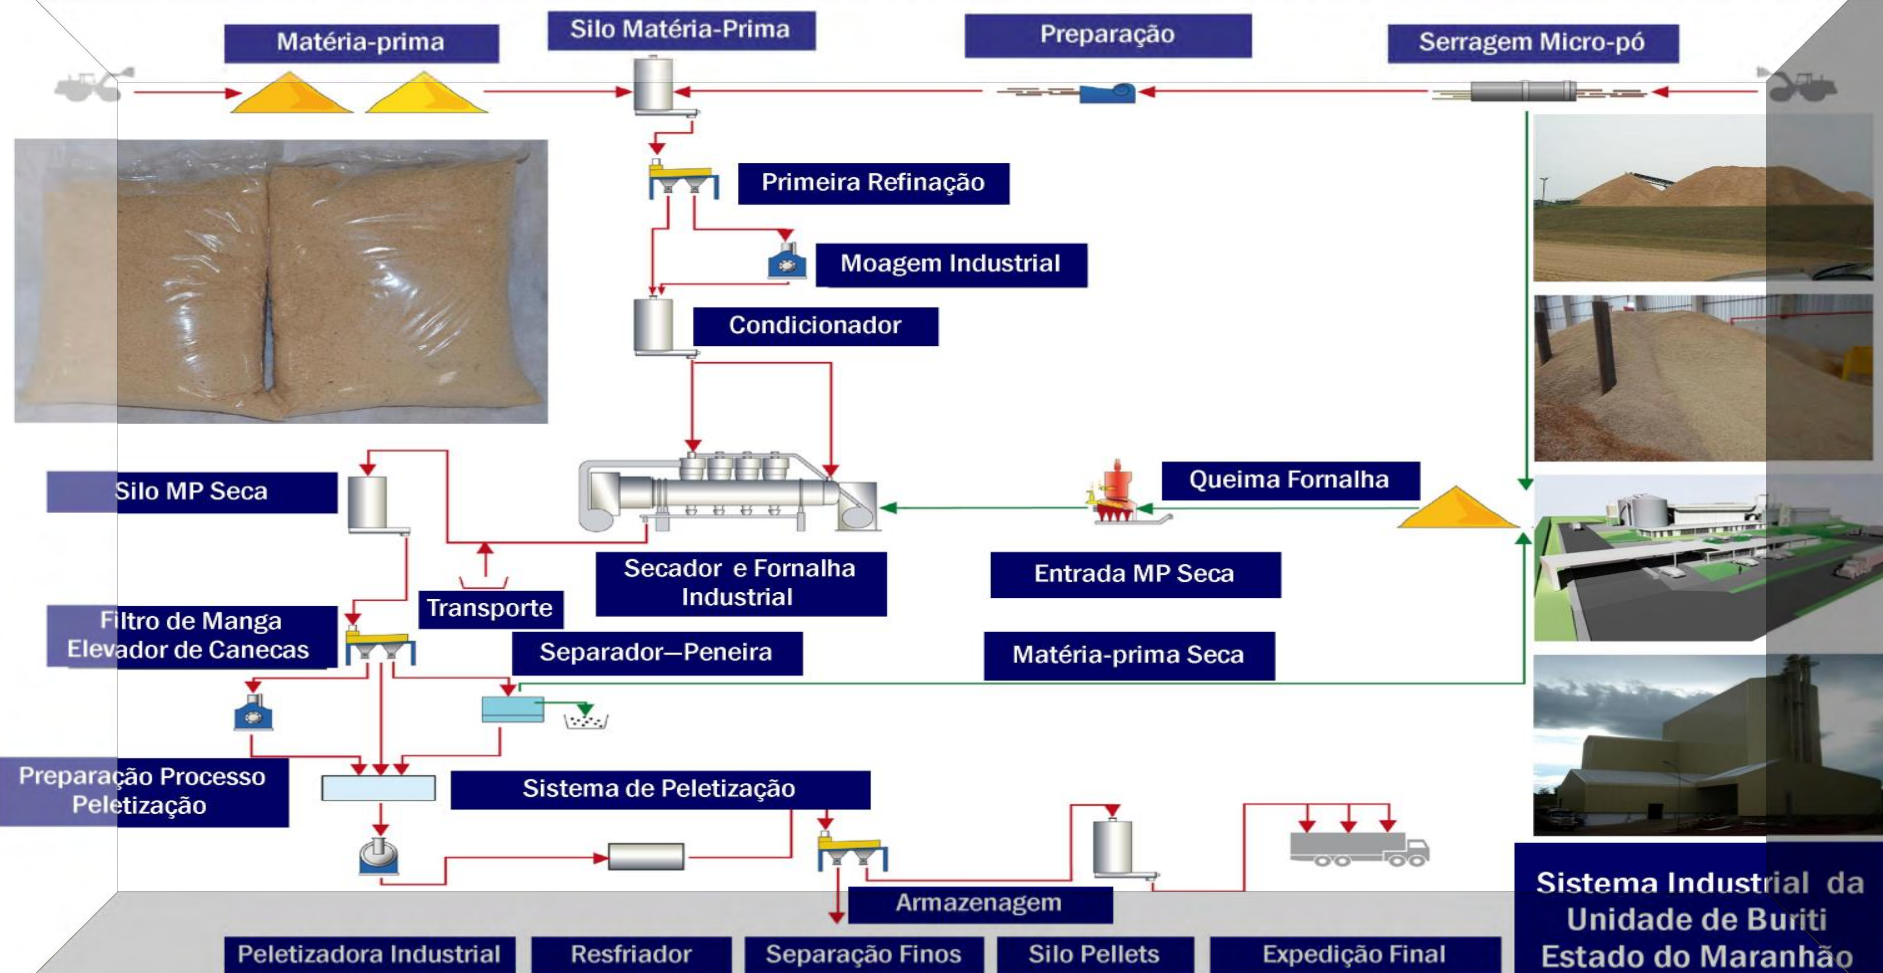 Matéria-prima
Silo Matéria-Prima
Preparação
Serragem Micro-pó
Primeira Refinação
Moagem Industrial
Condicionador
Silo MP Seca
Queima Fornalha
Secador e Fornalha
Industrial
Entrada MP Seca
Transporte
Filtro de Manga
Elevador de Canecas
Separador—Peneira
Matéria-prima Seca
Preparação Processo
Peletização
Sistema de Peletização
Armazenagem
Peletizadora Industrial
Resfriador
Separação Finos
Silo Pellets
Expedição Final
Sistema Industrial da
Unidade de Buriti
Estado do Maranhão